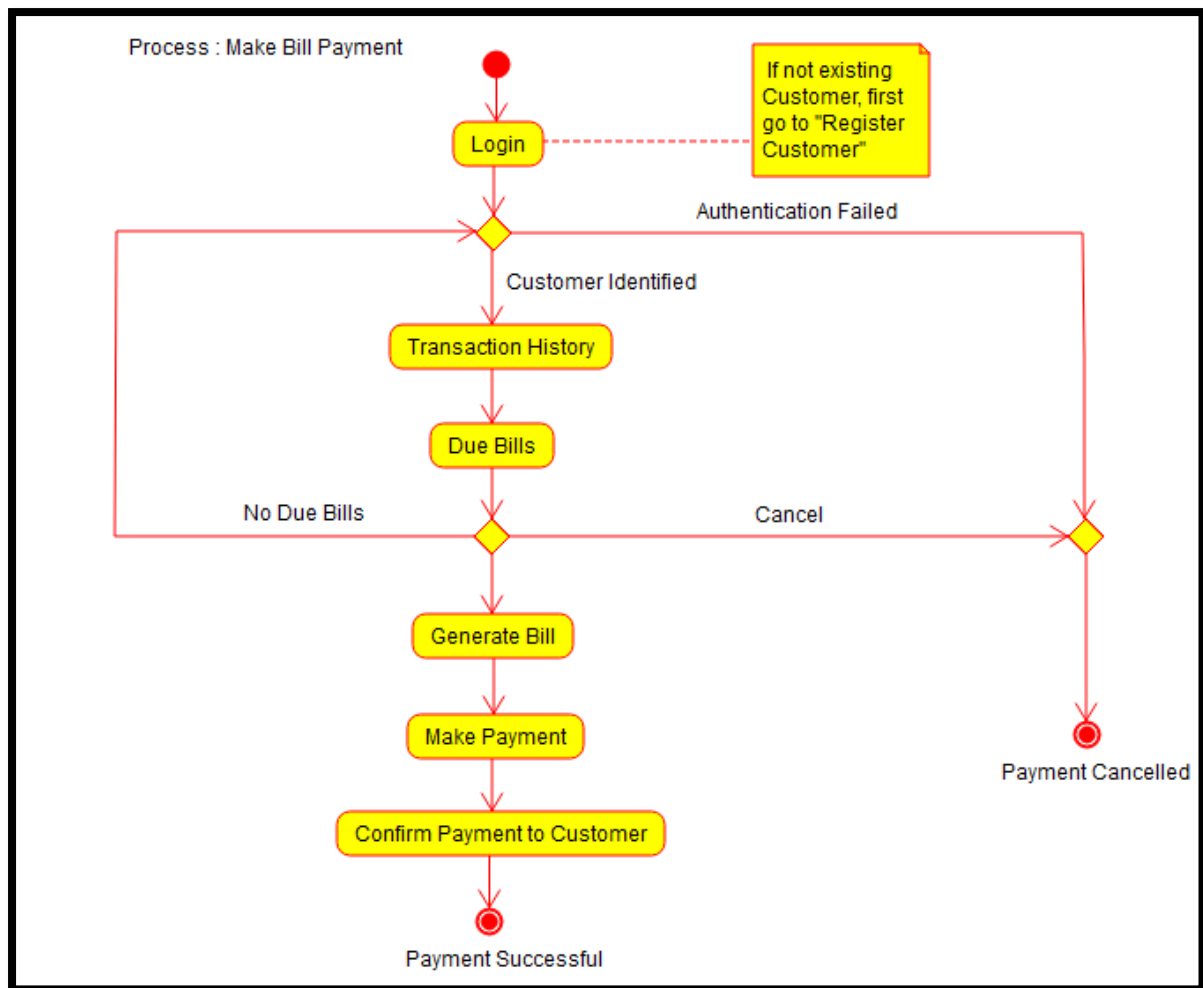 Process : Make Bill Payment
If not existing
Customer, first
go to "Register
Customer"
Login
Authentication Failed
Customer Identified
Transaction History
Due Bills
No Due Bills
Cancel
Generate Bill
Make Payment
Payment Cancelled
Confirm Payment to Customer
Payment Successful